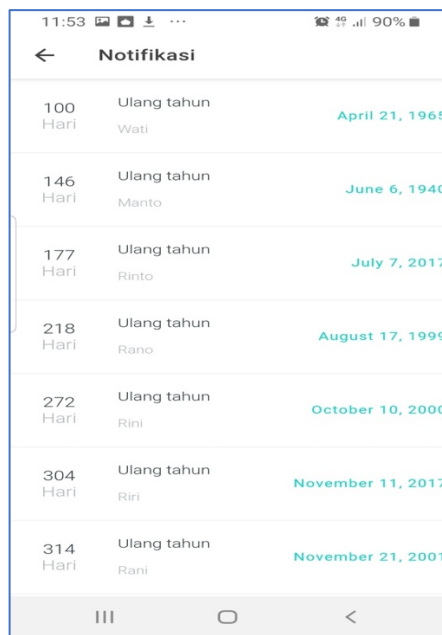 11:53 ... 4G 90%
Notifikasi
100 Hari
Ulang tahun
Wati
April 21, 1965
146 Hari
Ulang tahun
Manto
June 6, 1940
177 Hari
Ulang tahun
Rinto
July 7, 2017
218 Hari
Ulang tahun
Rano
August 17, 1999
272 Hari
Ulang tahun
Rini
October 10, 2000
304 Hari
Ulang tahun
Riri
November 11, 2017
314 Hari
Ulang tahun
Rani
November 21, 2001